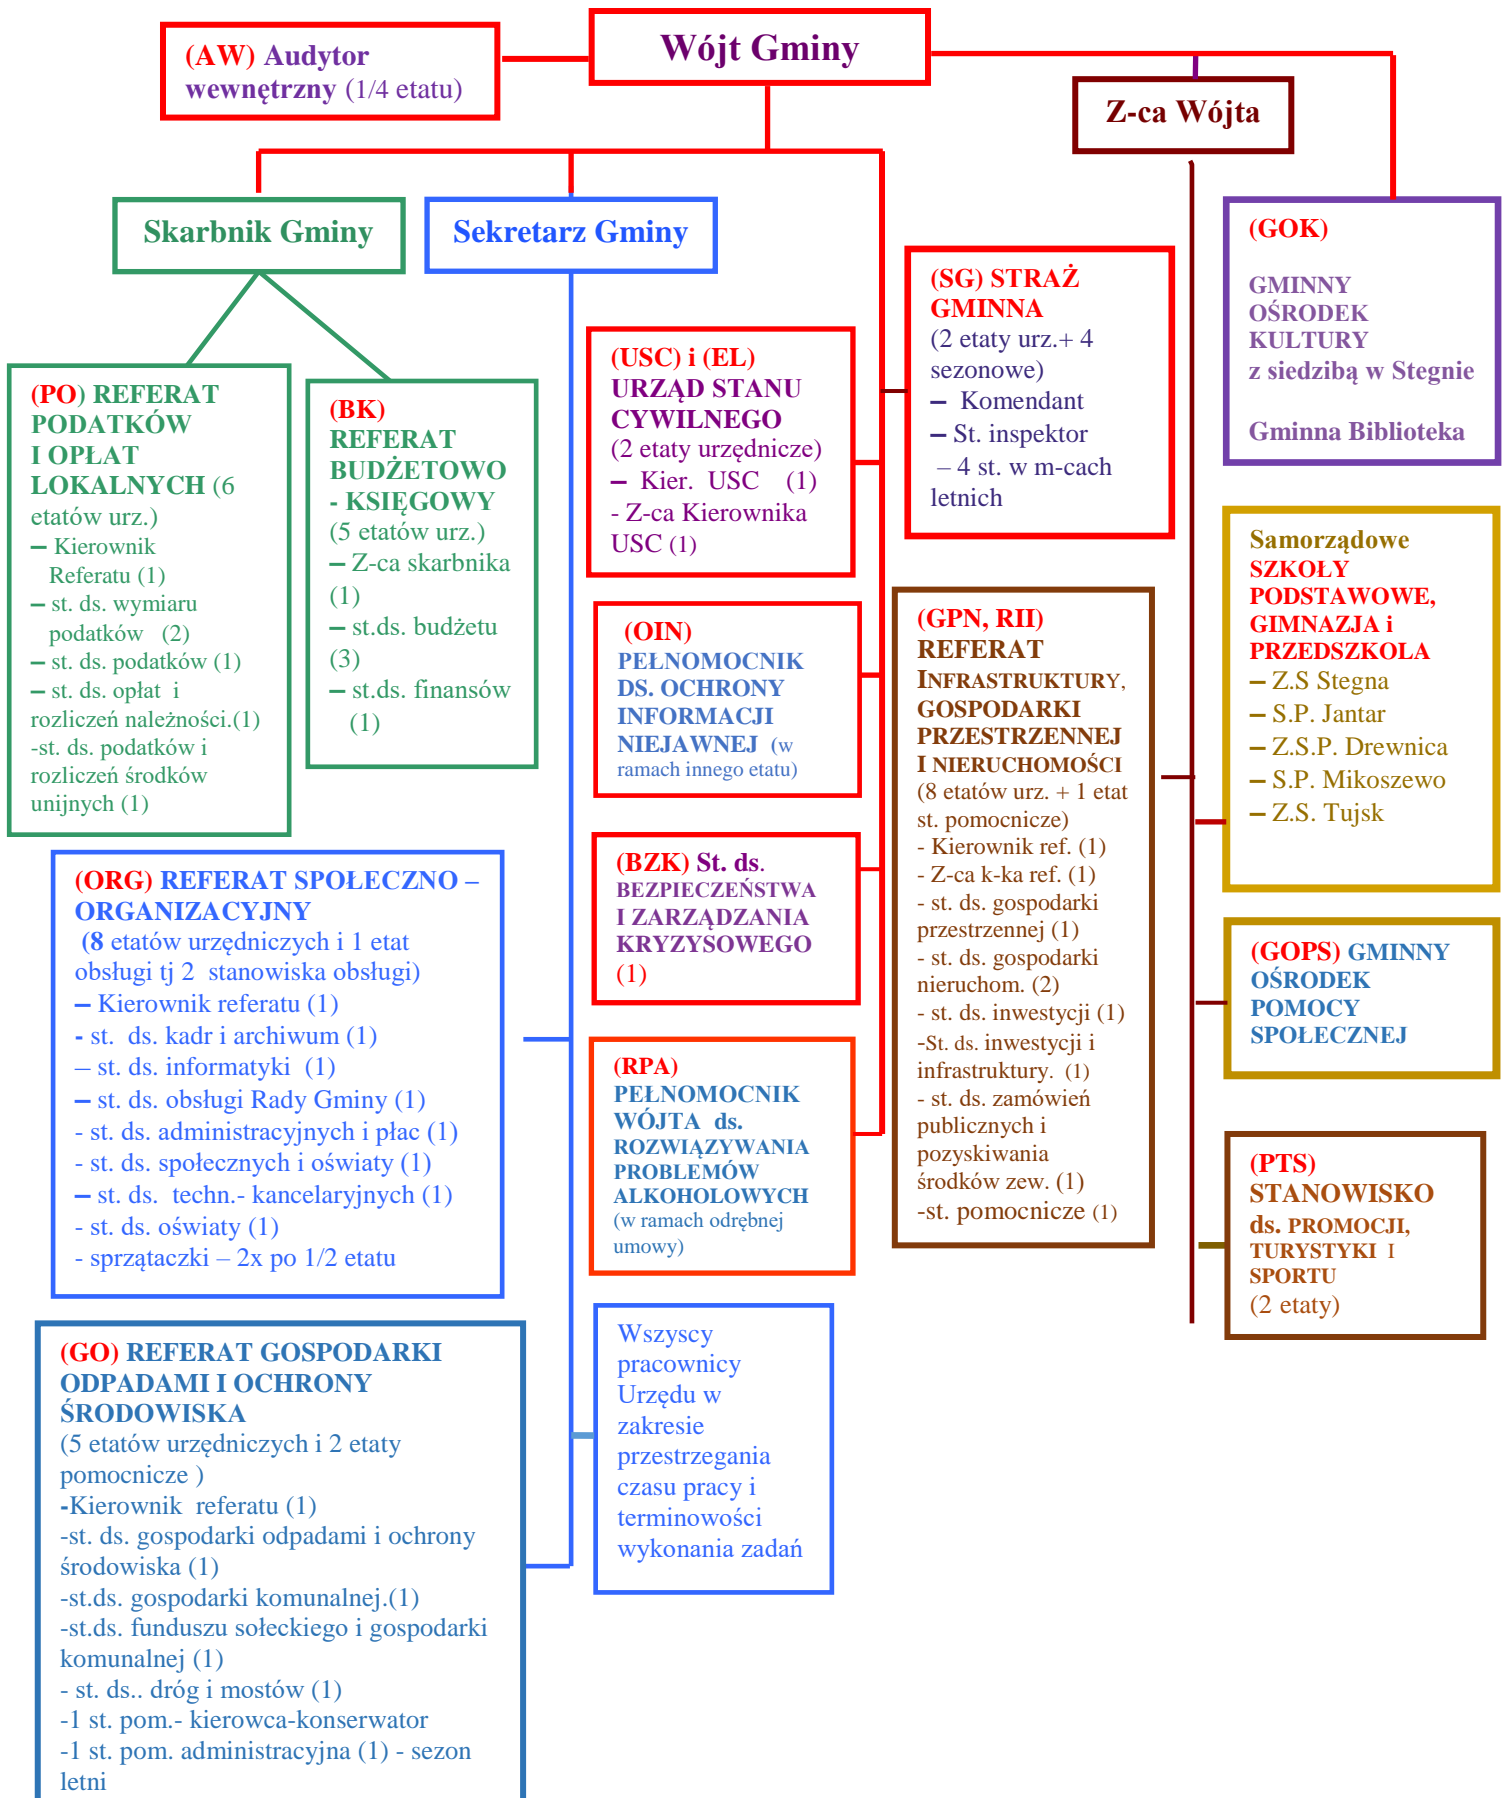 (AW) Audytor
wewnętrzny (1/4 etatu)
Wójt Gminy
Z-ca Wójta
Skarbnik Gminy
Sekretarz Gminy
(PO) REFERAT
PODATKÓW
I OPŁAT
LOKALNYCH (6
etatów urz.)
– Kierownik
Referatu (1)
– st. ds. wymiaru
podatków (2)
– st. ds. podatków (1)
– st. ds. opłat i
rozliczeń należności.(1)
-st. ds. podatków i
rozliczeń środków
unijnych (1)
(BK)
REFERAT
BUDŻETOWO
- KSIĘGOWY
(5 etatów urz.)
– Z-ca skarbnika
(1)
– st.ds. budżetu
(3)
– st.ds. finansów
(1)
(USC) i (EL)
URZĄD STANU
CYWILNEGO
(2 etaty urzędnicze)
– Kier. USC (1)
- Z-ca Kierownika
USC (1)
(SG) STRAŻ
GMINNA
(2 etaty urz.+ 4
sezonowe)
– Komendant
– St. inspektor
– 4 st. w m-cach
letnich
(GOK)
GMINNY
OŚRODEK
KULTURY
z siedzibą w Stegnie
Gminna Biblioteka
Samorządowe
SZKOŁY
PODSTAWOWE,
GIMNAZJA i
PRZEDSZKOLA
– Z.S Stegna
– S.P. Jantar
– Z.S.P. Drewnica
– S.P. Mikoszewo
– Z.S. Tujsk
(OIN)
PEŁNOMOCNIK
DS. OCHRONY
INFORMACJI
NIEJAWNEJ (w
ramach innego etatu)
(GPN, RII)
REFERAT
INFRASTRUKTURY,
GOSPODARKI
PRZESTRZENNEJ
I NIERUCHOMOŚCI
(8 etatów urz. + 1 etat
st. pomocnicze)
- Kierownik ref. (1)
- Z-ca k-ka ref. (1)
- st. ds. gospodarki
przestrzennej (1)
- st. ds. gospodarki
nieruchom. (2)
- st. ds. inwestycji (1)
-St. ds. inwestycji i
infrastruktury. (1)
- st. ds. zamówień
publicznych i
pozyskiwania
środków zew. (1)
-st. pomocnicze (1)
(BZK) St. ds.
BEZPIECZEŃSTWA
I ZARZĄDZANIA
KRYZYSOWEGO
(1)
(ORG) REFERAT SPOŁECZNO –
ORGANIZACYJNY
(8 etatów urzędniczych i 1 etat
obsługi tj 2 stanowiska obsługi)
– Kierownik referatu (1)
- st. ds. kadr i archiwum (1)
– st. ds. informatyki (1)
– st. ds. obsługi Rady Gminy (1)
- st. ds. administracyjnych i płac (1)
- st. ds. społecznych i oświaty (1)
– st. ds. techn.- kancelaryjnych (1)
- st. ds. oświaty (1)
- sprzątaczki – 2x po 1/2 etatu
(GOPS) GMINNY
OŚRODEK
POMOCY
SPOŁECZNEJ
(RPA)
PEŁNOMOCNIK
WÓJTA ds.
ROZWIĄZYWANIA
PROBLEMÓW
ALKOHOLOWYCH
(w ramach odrębnej
umowy)
(PTS)
STANOWISKO
ds. PROMOCJI,
TURYSTYKI I
SPORTU
(2 etaty)
(GO) REFERAT GOSPODARKI
ODPADAMI I OCHRONY
ŚRODOWISKA
(5 etatów urzędniczych i 2 etaty
pomocnicze )
-Kierownik referatu (1)
-st. ds. gospodarki odpadami i ochrony
środowiska (1)
-st.ds. gospodarki komunalnej.(1)
-st.ds. funduszu sołeckiego i gospodarki
komunalnej (1)
- st. ds.. dróg i mostów (1)
-1 st. pom.- kierowca-konserwator
-1 st. pom. administracyjna (1) - sezon
letni
Wszyscy
pracownicy
Urzędu w
zakresie
przestrzegania
czasu pracy i
terminowości
wykonania zadań